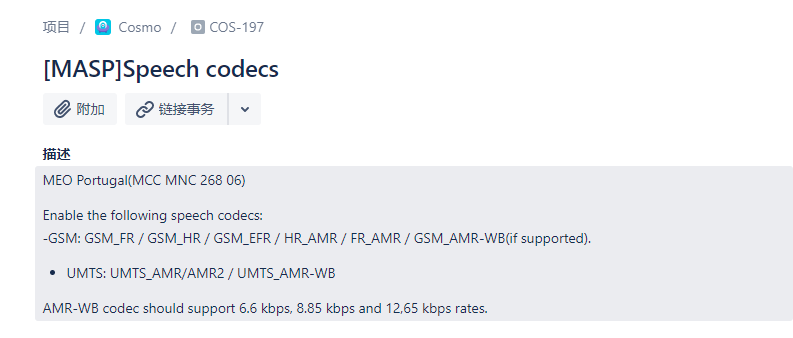 项目 / Cosmo / COS-197
[MASP]Speech codecs
附加 链接事务
描述
MEO Portugal(MCC MNC 268 06)
Enable the following speech codecs:
-GSM: GSM_FR / GSM_HR / GSM_EFR / HR_AMR / FR_AMR / GSM_AMR-WB(if supported).
• UMTS: UMTS_AMR/AMR2 / UMTS_AMR-WB
AMR-WB codec should support 6.6 kbps, 8.85 kbps and 12,65 kbps rates.